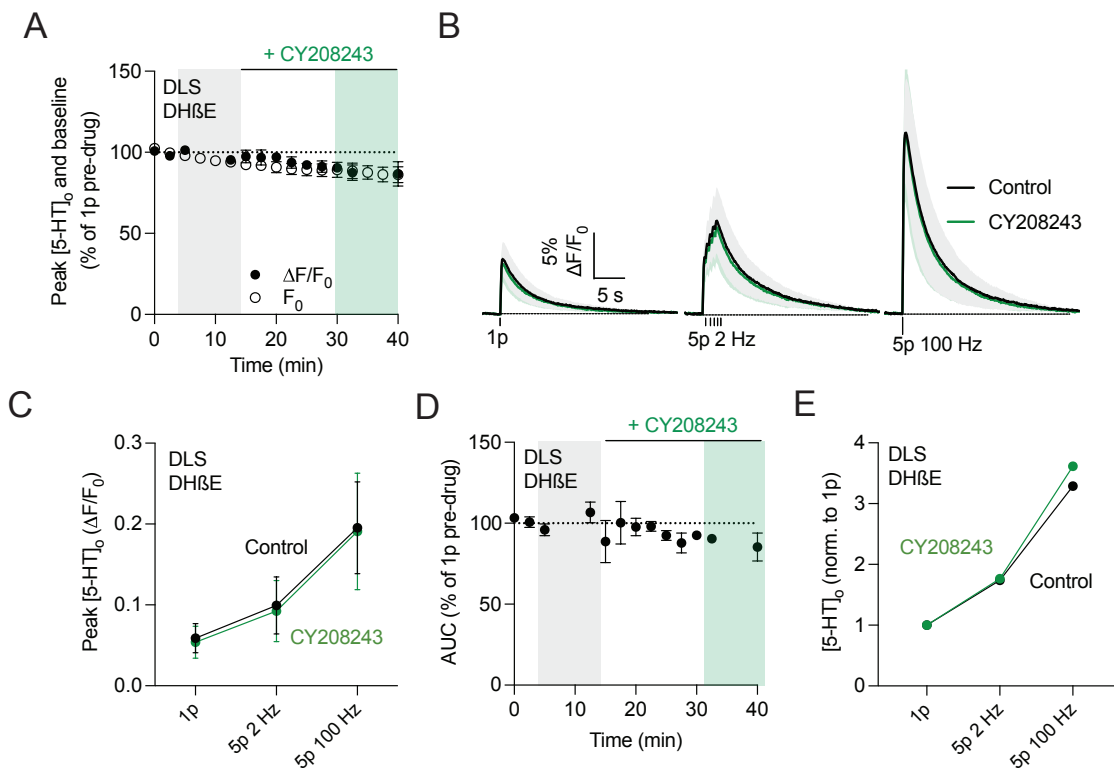 A
+ CY208243
150
100
50
0
Peak [5-HT]o and baseline
(% of 1p pre-drug)
DLS
DHßE
ΔF/F0
F0
0 10 20 30 40
Time (min)
B
5%
ΔF/F0
5 s
Control
CY208243
1p
5p 2 Hz
5p 100 Hz
C
0.3
0.2
0.1
0.0
Peak [5-HT]o (ΔF/F0)
DLS
DHßE
Control
CY208243
1p
5p 2 Hz
5p 100 Hz
D
+ CY208243
150
100
50
0
AUC (% of 1p pre-drug)
DLS
DHßE
0 10 20 30 40
Time (min)
E
4
3
2
1
0
[5-HT]o (norm. to 1p)
DLS
DHßE
CY208243
Control
1p
5p 2 Hz
5p 100 Hz